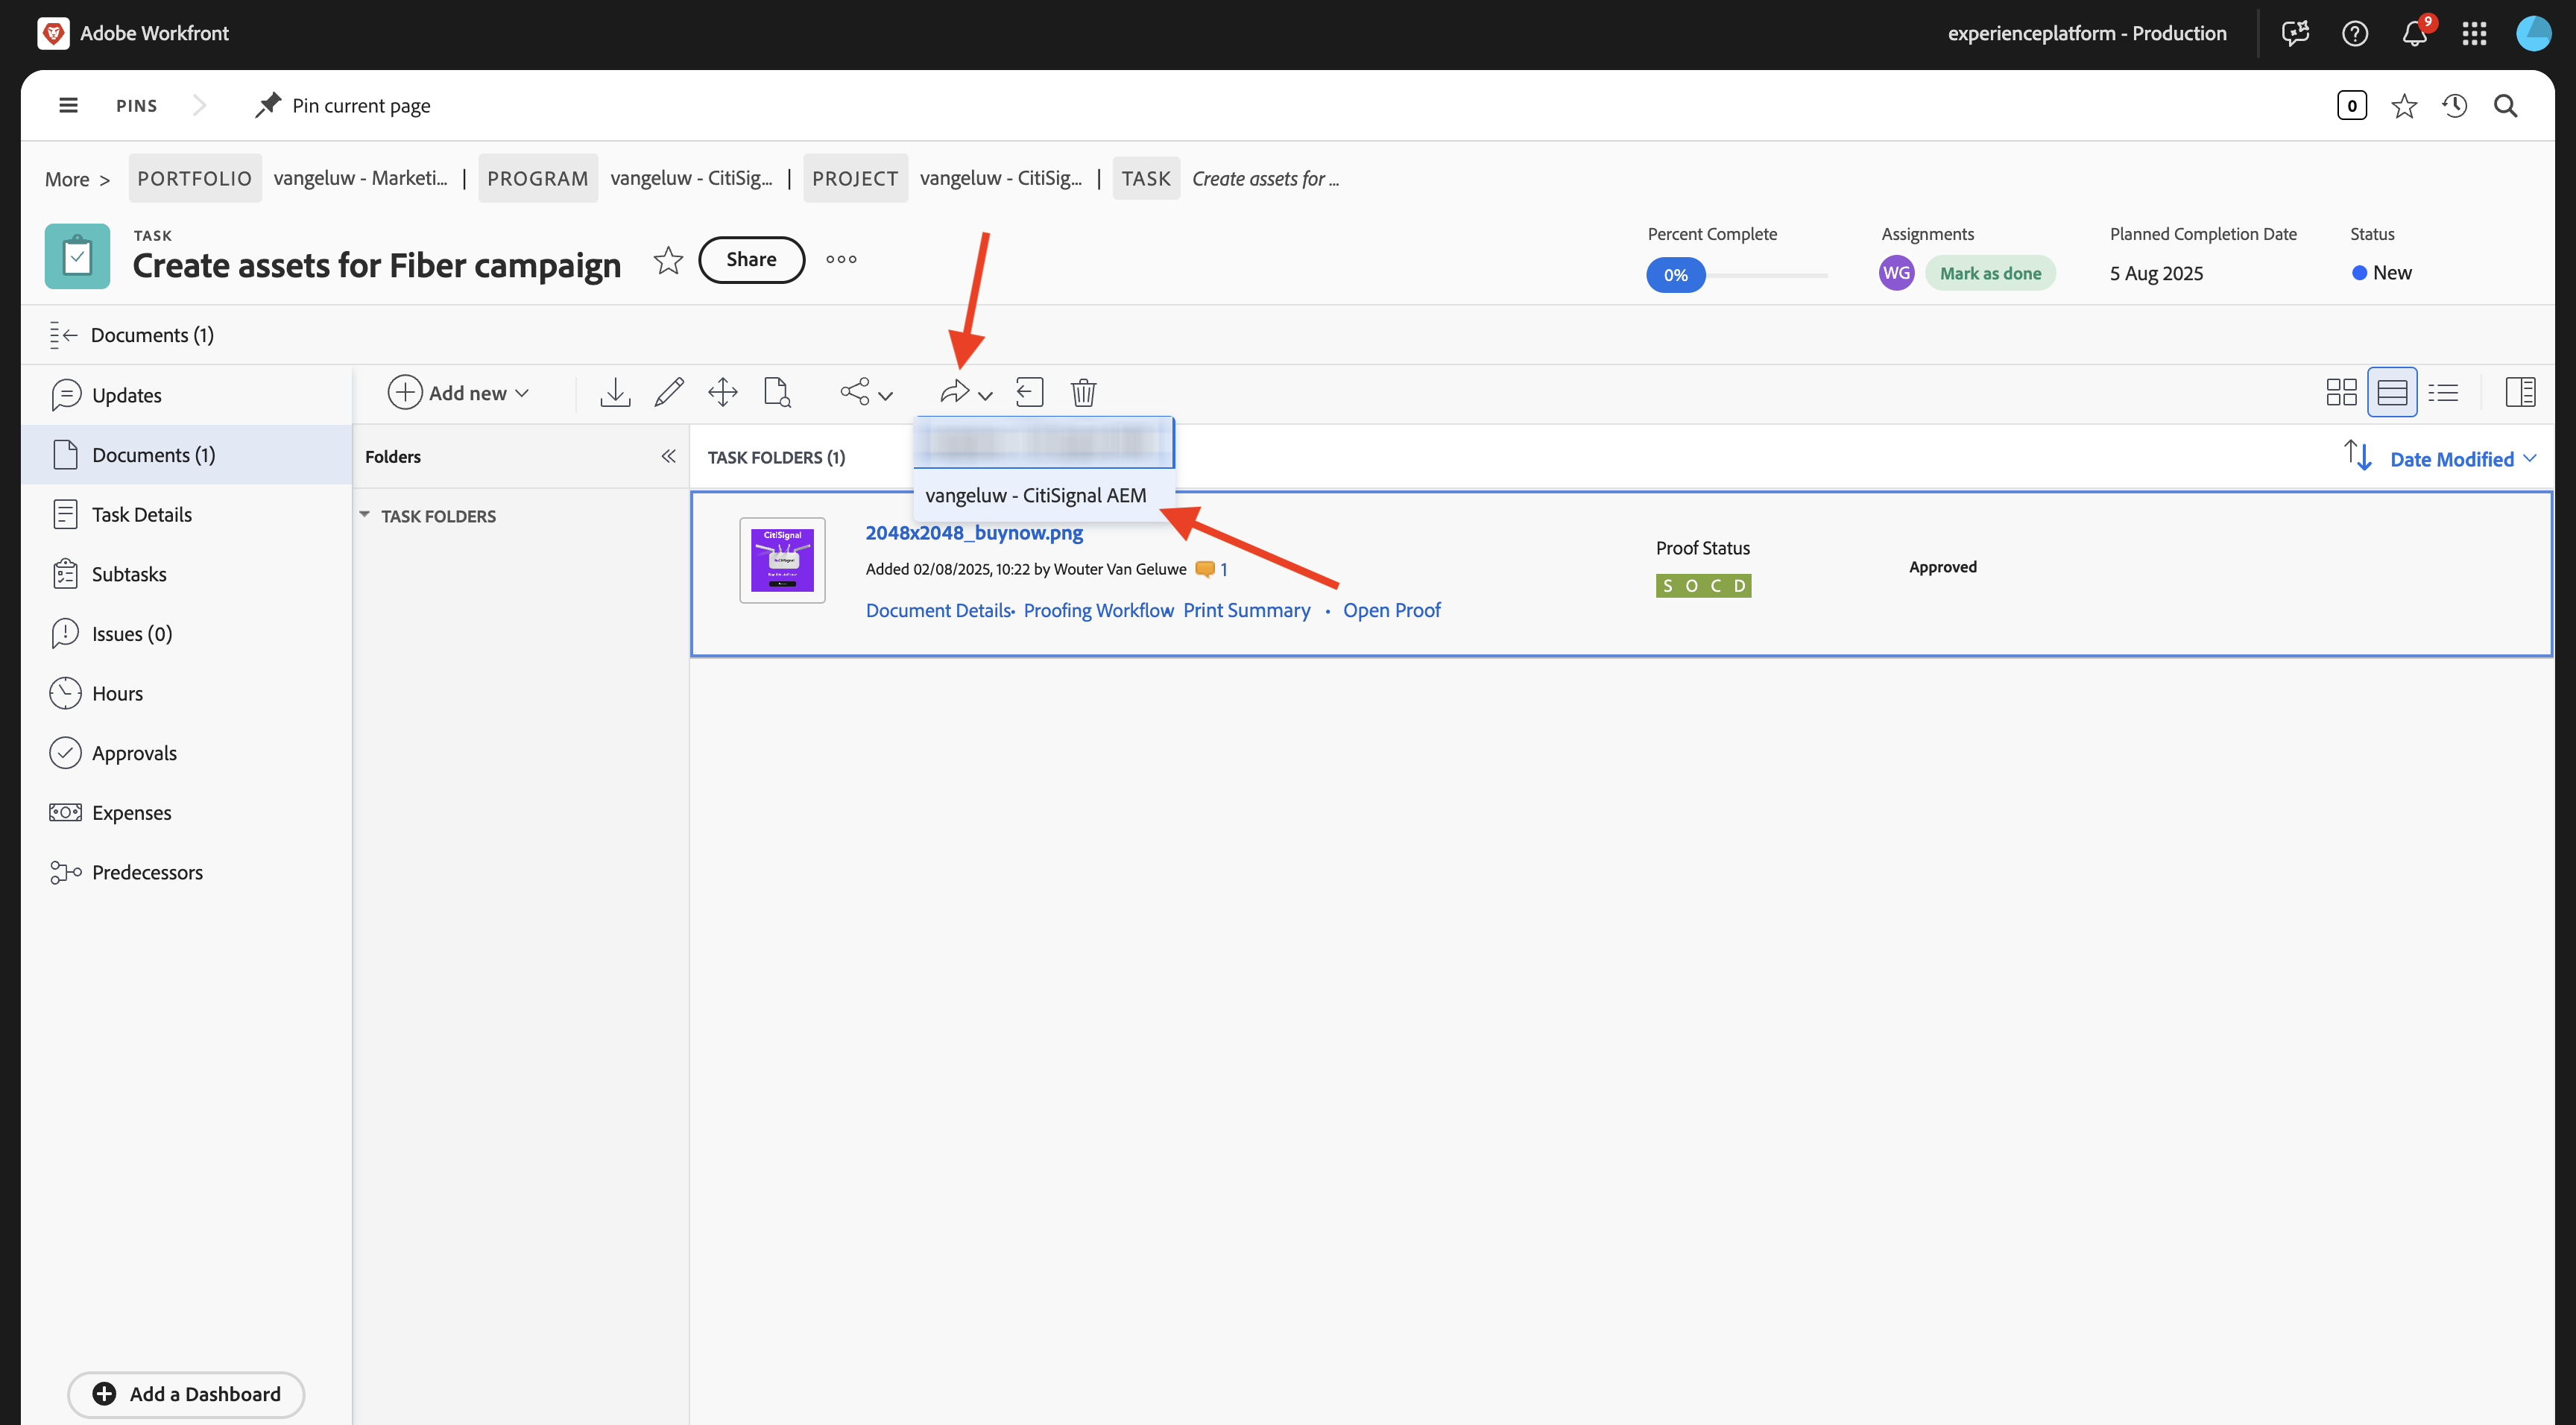 Adobe Workfront
experienceplatform - Production
9
PINS
Pin current page
0
More >
PORTFOLIO vangeluw - Marketi... | PROGRAM vangeluw - CitiSig... | PROJECT vangeluw - CitiSig... | TASK Create assets for ...
TASK
Create assets for Fiber campaign
Share
Percent Complete
0%
Assignments
WG Mark as done
Planned Completion Date
5 Aug 2025
Status
New
Documents (1)
Updates
Documents (1)
Task Details
Subtasks
Issues (0)
Hours
Approvals
Expenses
Predecessors
Add a Dashboard
Add new
Folders
TASK FOLDERS
TASK FOLDERS (1)
Date Modified
vangeluw - CitiSignal AEM
CitiSignal
2048x2048_buynow.png
Added 02/08/2025, 10:22 by Wouter Van Geluwe 1
Document Details• Proofing Workflow Print Summary • Open Proof
Proof Status
S O C D
Approved